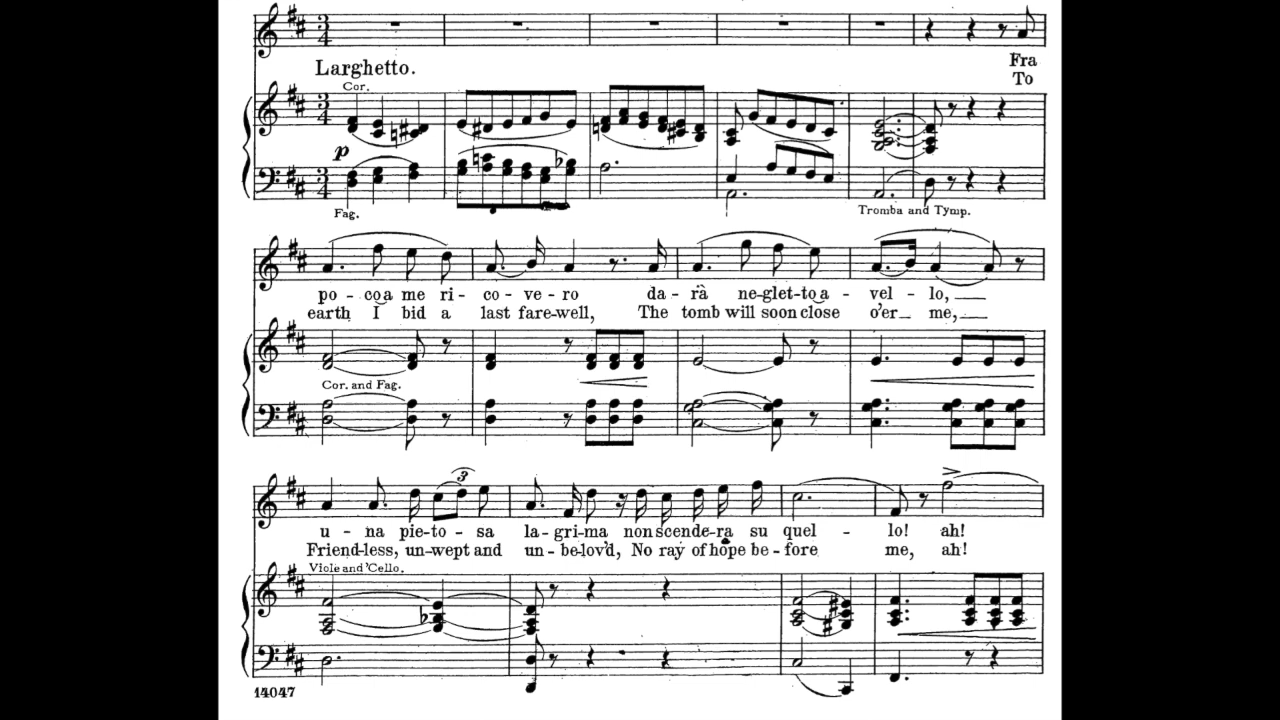 Larghetto.
Cor.
Fra
To
p
Fag.
Tromba and Tymp.
po - co a me ri - co - ve - ro da - rà ne - glet - to a - vel - lo,
earth I bid a last fare - well, The tomb will soon close o'er me,
Cor. and Fag.
3
u - na pie - to - sa la - gri - ma non scende - ra su quel - lo! ah!
Friend - less, un - wept and un - be - lov'd, No ray of hope be - fore me, ah!
Viole and 'Cello.
14047